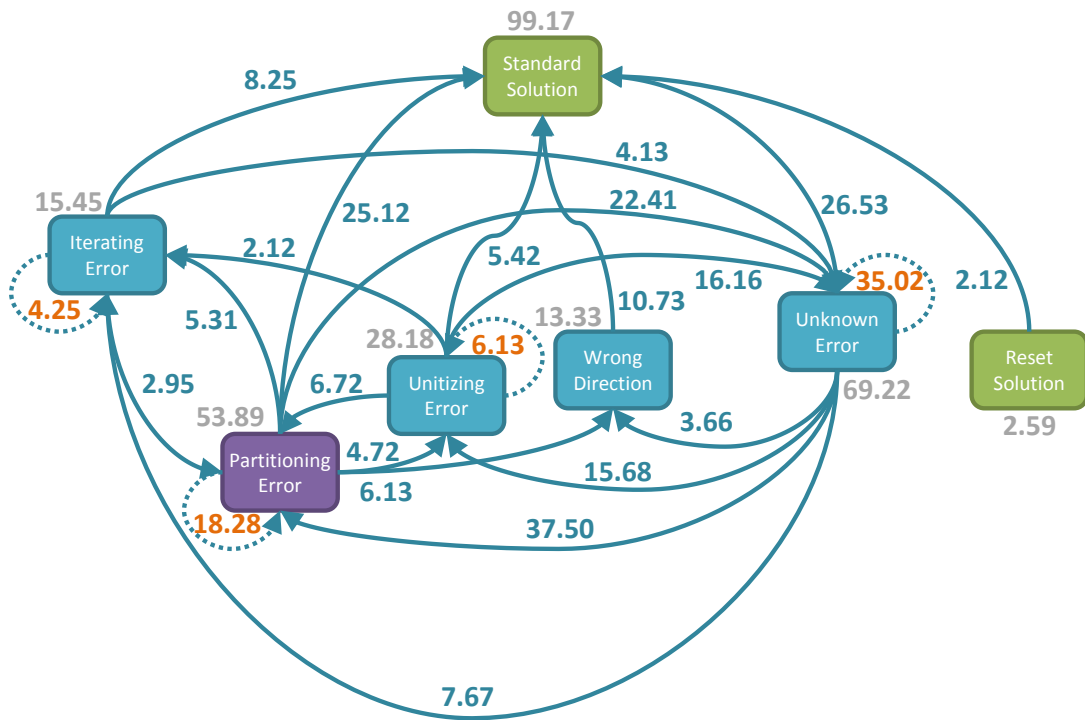 99.17
Standard
Solution
8.25
4.13
15.45
25.12
22.41
26.53
Iterating
Error
2.12
5.42
16.16
35.02
2.12
4.25
5.31
10.73
28.18
6.13
13.33
Unknown
Error
Unitizing
Error
Wrong
Direction
Reset
Solution
2.95
6.72
69.22
53.89
3.66
2.59
Partitioning
Error
4.72
6.13
15.68
18.28
37.50
7.67